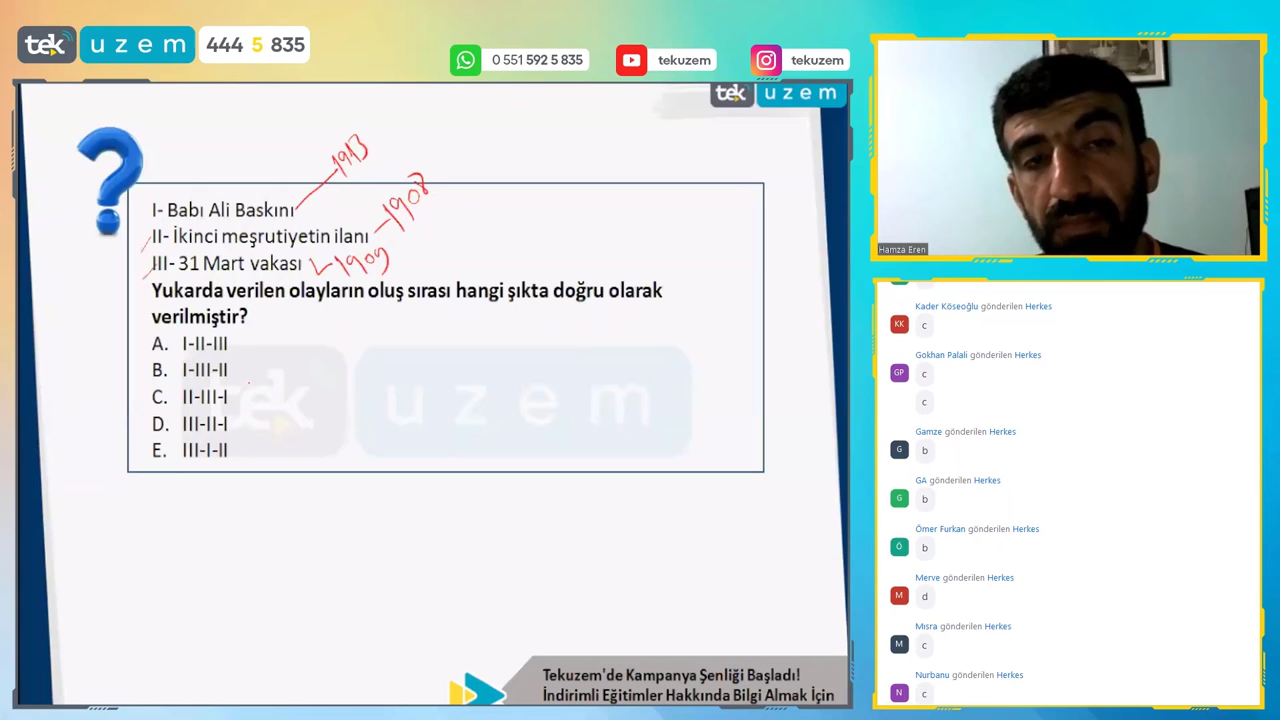 tek uzem 444 5 835
0 551 592 5 835 tekuzem tekuzem
tek uzem
1913
I- Babı Ali Baskını
1908
II- İkinci meşrutiyetin ilanı
III- 31 Mart vakası 1909
Yukarda verilen olayların oluş sırası hangi şıkta doğru olarak
verilmiştir?
A. I-II-III
B. I-III-II
C. II-III-I
D. III-II-I
E. III-I-II
tek uzem
Tekuzem'de Kampanya Şenliği Başladı!
İndirimli Eğitimler Hakkında Bilgi Almak İçin
Hamza Eren
Kader Köseoğlu gönderilen Herkes
KK c
Gokhan Palali gönderilen Herkes
GP c
c
Gamze gönderilen Herkes
G b
GA gönderilen Herkes
G b
Ömer Furkan gönderilen Herkes
Ö b
Merve gönderilen Herkes
M d
Mısra gönderilen Herkes
M c
Nurbanu gönderilen Herkes
N c